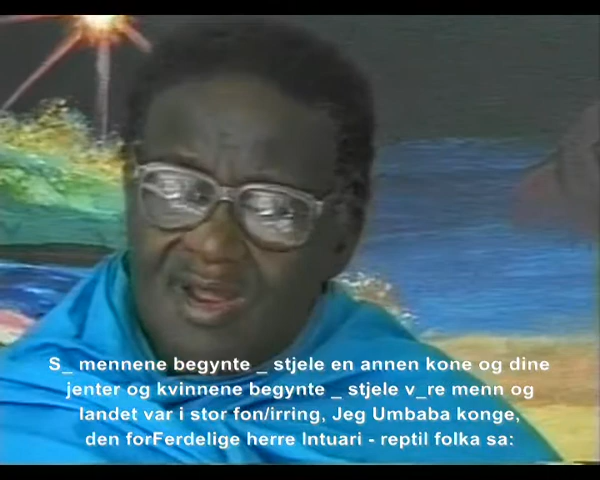 S_ mennene begynte _ stjele en annen kone og dine
jenter og kvinnene begynte _ stjele v_re menn og
landet var i stor fon/irring, Jeg Umbaba konge,
den forFerdelige herre Intuari - reptil folka sa: